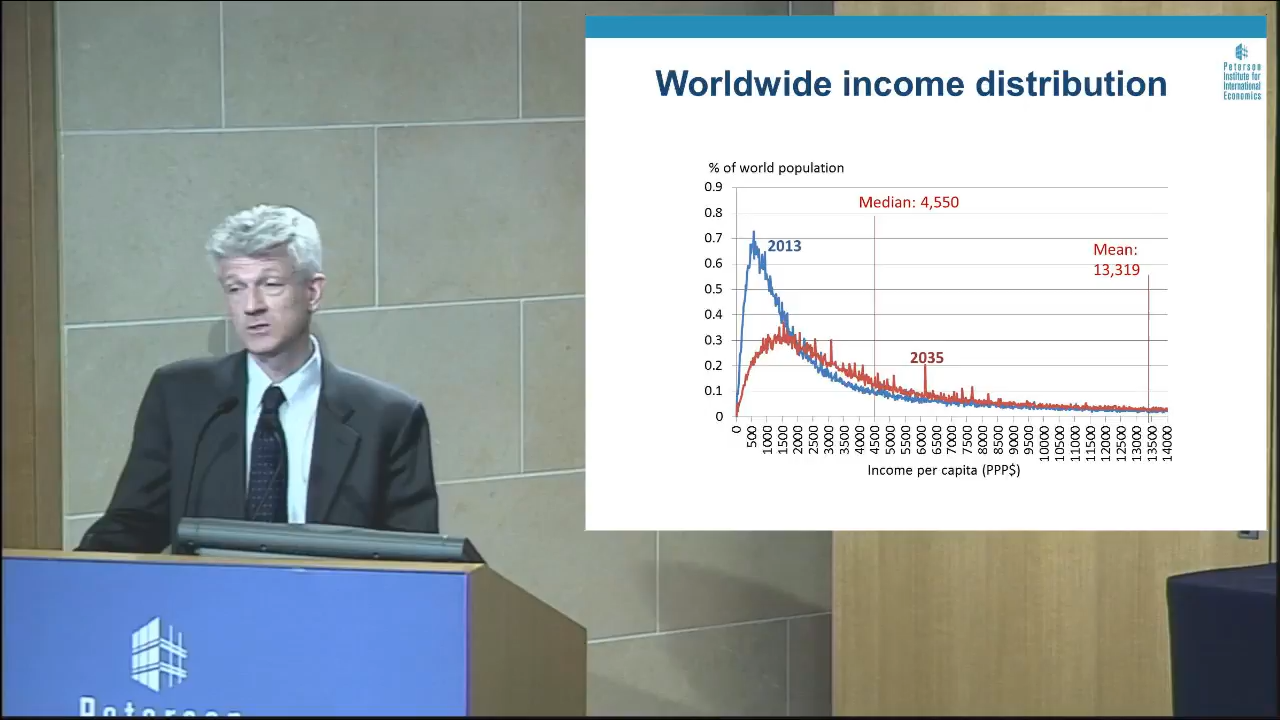 Worldwide income distribution
Peterson
Institute for
International
Economics
% of world population
0.9
0.8
0.7
0.6
0.5
0.4
0.3
0.2
0.1
0
Median: 4,550
Mean:
13,319
2013
2035
0 500 1000 1500 2000 2500 3000 3500 4000 4500 5000 5500 6000 6500 7000 7500 8000 8500 9000 9500 10000 10500 11000 11500 12000 12500 13000 13500 14000
Income per capita (PPP$)
Peterson